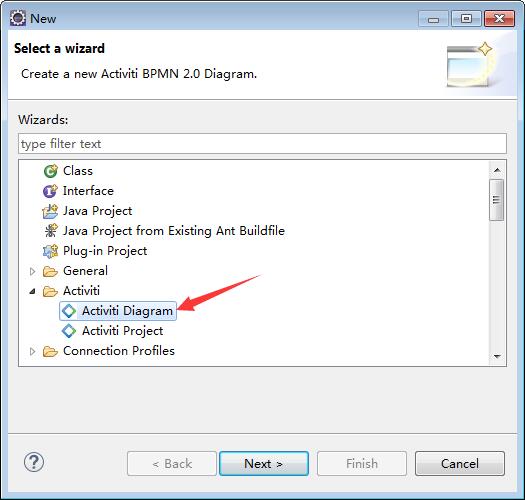 New
Select a wizard
Create a new Activiti BPMN 2.0 Diagram.
Wizards:
type filter text
Class
Interface
Java Project
Java Project from Existing Ant Buildfile
Plug-in Project
General
Activiti
Activiti Diagram
Activiti Project
Connection Profiles
< Back
Next >
Finish
Cancel